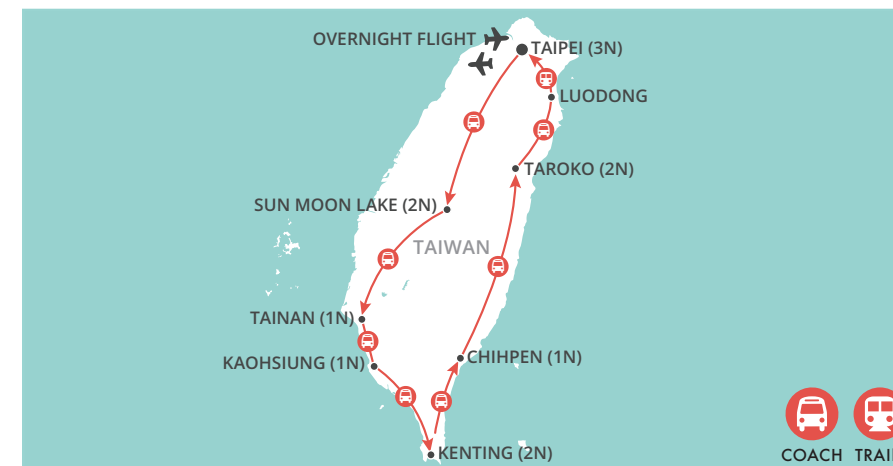 OVERNIGHT FLIGHT
TAIPEI (3N)
LUODONG
TAROKO (2N)
SUN MOON LAKE (2N)
TAIWAN
TAINAN (1N)
KAOHSIUNG (1N)
CHIHPEN (1N)
KENTING (2N)
COACH TRAI